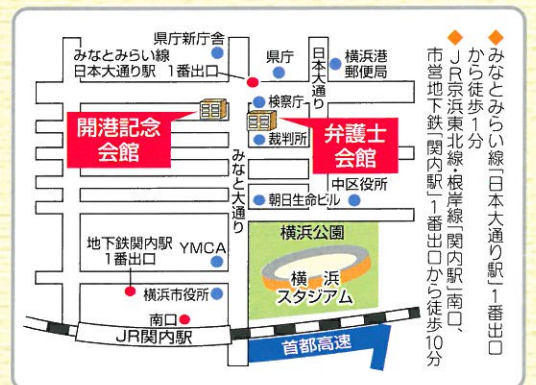 ◆みなとみらい線「日本大通り駅」1番出口
から徒歩1分
◆JR京浜東北線・根岸線「関内駅」南口、
市営地下鉄「関内駅」1番出口から徒歩10分
県庁新庁舎
みなとみらい線
日本大通り駅 1番出口
県庁
日本大通り
横浜港
郵便局
検察庁
開港記念
会館
裁判所
弁護士
会館
みなと大通り
中区役所
朝日生命ビル
横浜公園
地下鉄関内駅
1番出口
YMCA
横浜
スタジアム
横浜市役所
南口
JR関内駅
首都高速